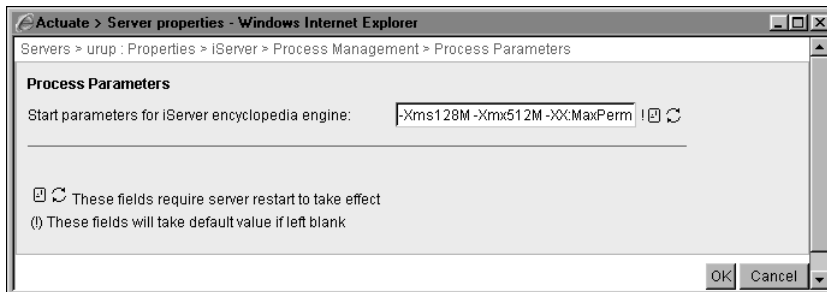 Actuate > Server properties - Windows Internet Explorer
Servers > urup : Properties > iServer > Process Management > Process Parameters
Process Parameters
Start parameters for iServer encyclopedia engine: -Xms128M -Xmx512M -XX:MaxPerm !
These fields require server restart to take effect
(!) These fields will take default value if left blank
OK Cancel